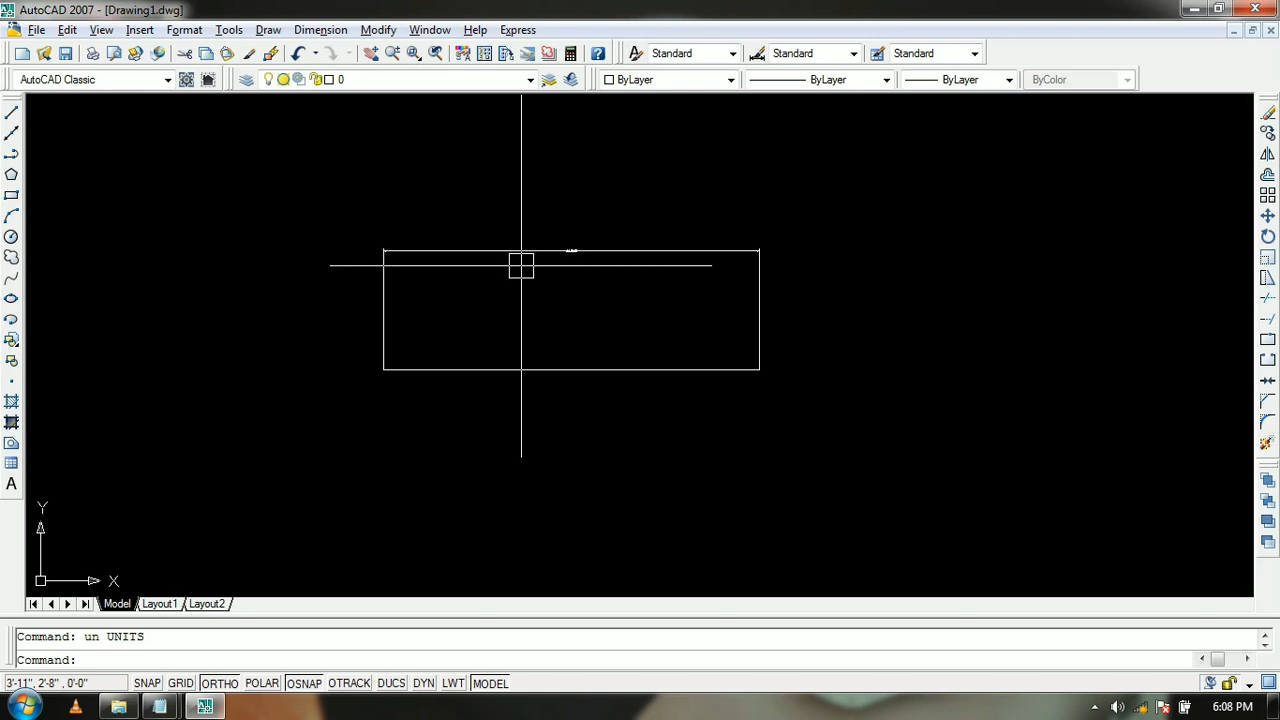 AutoCAD 2007 - [Drawing1.dwg]
File Edit View Insert Format Tools Draw Dimension Modify Window Help Express
Standard Standard Standard
AutoCAD Classic 0 ByLayer ByLayer ByLayer ByColor
A
Y
X
Model Layout1 Layout2
Command: un UNITS
Command:
3'-11", 2'-8" , 0'-0" SNAP GRID ORTHO POLAR OSNAP OTRACK DUCS DYN LWT MODEL
6:08 PM